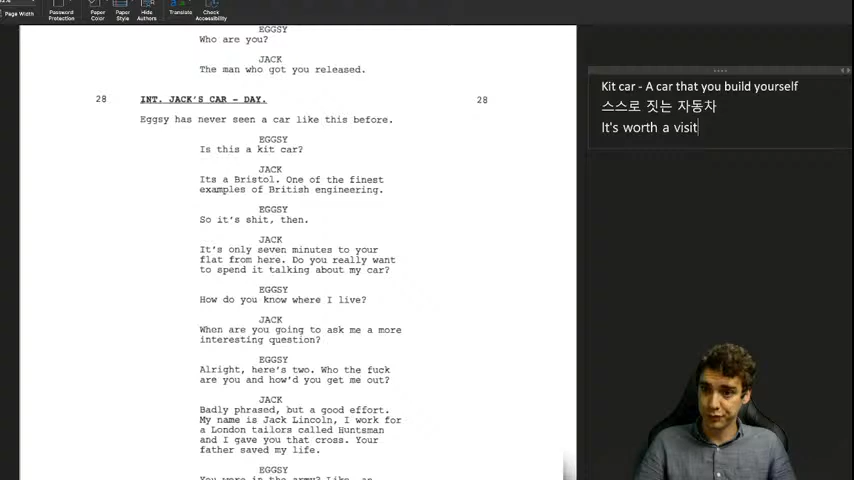 Page Width
Password
Protection
Paper
Color
Paper
Style
Hide
Authors
Translate
Check
Accessibility
EGGSY
Who are you?
JACK
The man who got you released.
28 INT. JACK'S CAR – DAY. 28
Eggsy has never seen a car like this before.
EGGSY
Is this a kit car?
JACK
Its a Bristol. One of the finest
examples of British engineering.
EGGSY
So it's shit, then.
JACK
It's only seven minutes to your
flat from here. Do you really want
to spend it talking about my car?
EGGSY
How do you know where I live?
JACK
When are you going to ask me a more
interesting question?
EGGSY
Alright, here's two. Who the fuck
are you and how'd you get me out?
JACK
Badly phrased, but a good effort.
My name is Jack Lincoln, I work for
a London tailors called Huntsman
and I gave you that cross. Your
father saved my life.
EGGSY
You were in the army? Like, as
Kit car - A car that you build yourself
스스로 짓는 자동차
It's worth a visit